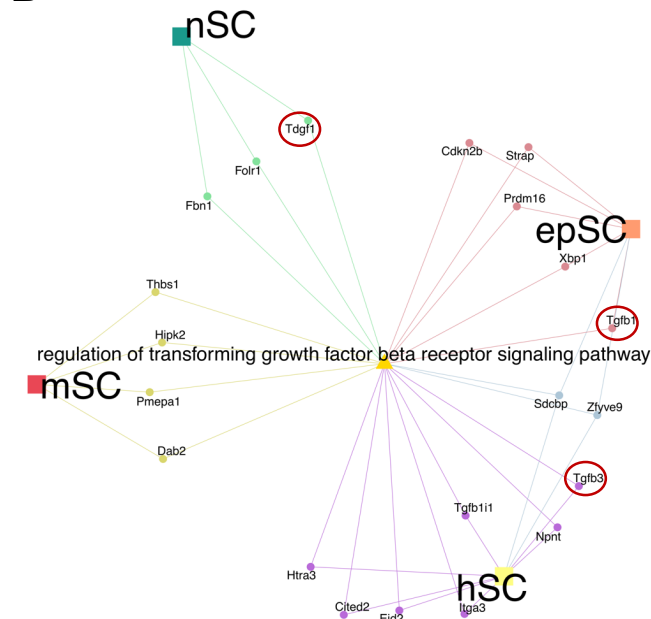 nSC
Tdgf1
Cdkn2b
Strap
Folr1
Prdm16
Fbn1
epSC
Xbp1
Thbs1
Tgfb1
Hipk2
regulation of transforming growth factor beta receptor signaling pathway
mSC
Pmepa1
Sdcbp
Zfyve9
Dab2
Tgfb3
Tgfb1i1
Npnt
Htra3
hSC
Cited2
Itga3